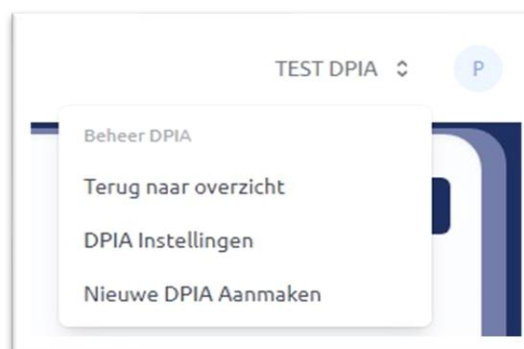 TEST DPIA P
Beheer DPIA
Terug naar overzicht
DPIA Instellingen
Nieuwe DPIA Aanmaken